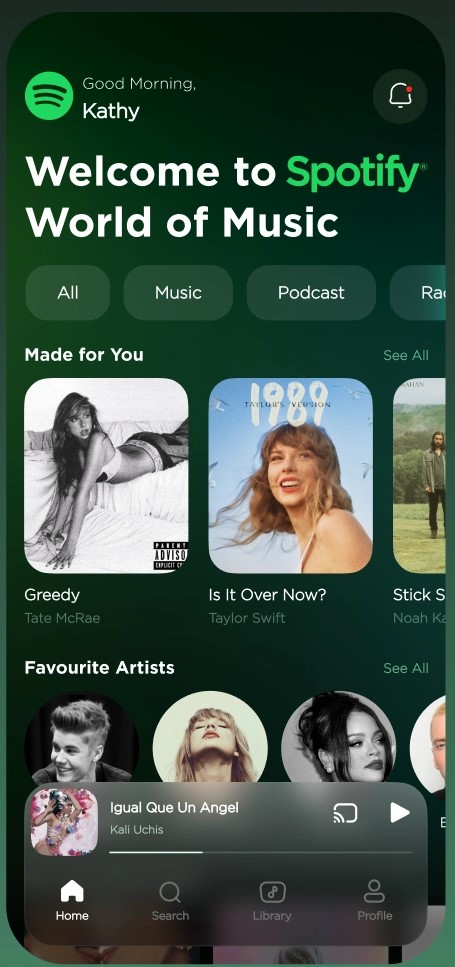 Good Morning,
Kathy
Welcome to Spotify®
World of Music
All
Music
Podcast
Made for You
See All
1989
TAYLOR'S VERSION
PARENTAL
ADVISORY
EXPLICIT
Greedy
Tate McRae
Is It Over Now?
Taylor Swift
Stick S
Noah Ka
Favourite Artists
See All
Igual Que Un Angel
Kali Uchis
Home
Search
Library
Profile